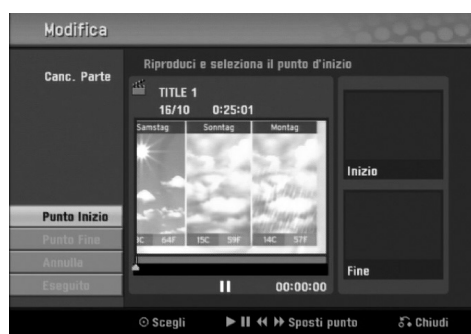 Modifica
Canc. Parte
Riproduci e seleziona il punto d'inizio
TITLE 1
16/10 0:25:01
Samstag Sonntag Montag
3C 64F 15C 59F 14C 57F
Inizio
Fine
Punto Inizio
Punto Fine
Annulla
Eseguito
00:00:00
Scegli Sposti punto Chiudi